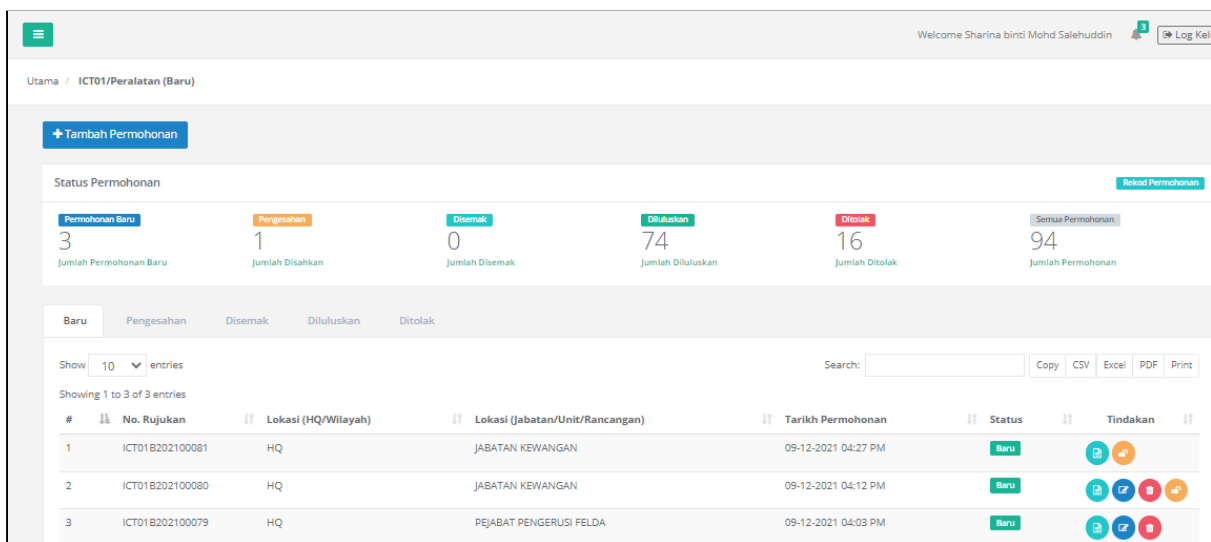 Welcome Sharina binti Mohd Salehuddin 3 Log Kel
Utama / ICT01/Peralatan (Baru)
+Tambah Permohonan
Status Permohonan Rekod Permohonan
Permohonan Baru Pengesahan Disemak Diluluskan Ditolak Semua Permohonan
3 1 0 74 16 94
Jumlah Permohonan Baru Jumlah Disahkan Jumlah Disemak Jumlah Diluluskan Jumlah Ditolak Jumlah Permohonan
Baru Pengesahan Disemak Diluluskan Ditolak
Show 10 entries Search: Copy CSV Excel PDF Print
Showing 1 to 3 of 3 entries
# No. Rujukan Lokasi (HQ/Wilayah) Lokasi (Jabatan/Unit/Rancangan) Tarikh Permohonan Status Tindakan
1 ICT01B202100081 HQ JABATAN KEWANGAN 09-12-2021 04:27 PM Baru
2 ICT01B202100080 HQ JABATAN KEWANGAN 09-12-2021 04:12 PM Baru
3 ICT01B202100079 HQ PEJABAT PENGERUSI FELDA 09-12-2021 04:03 PM Baru